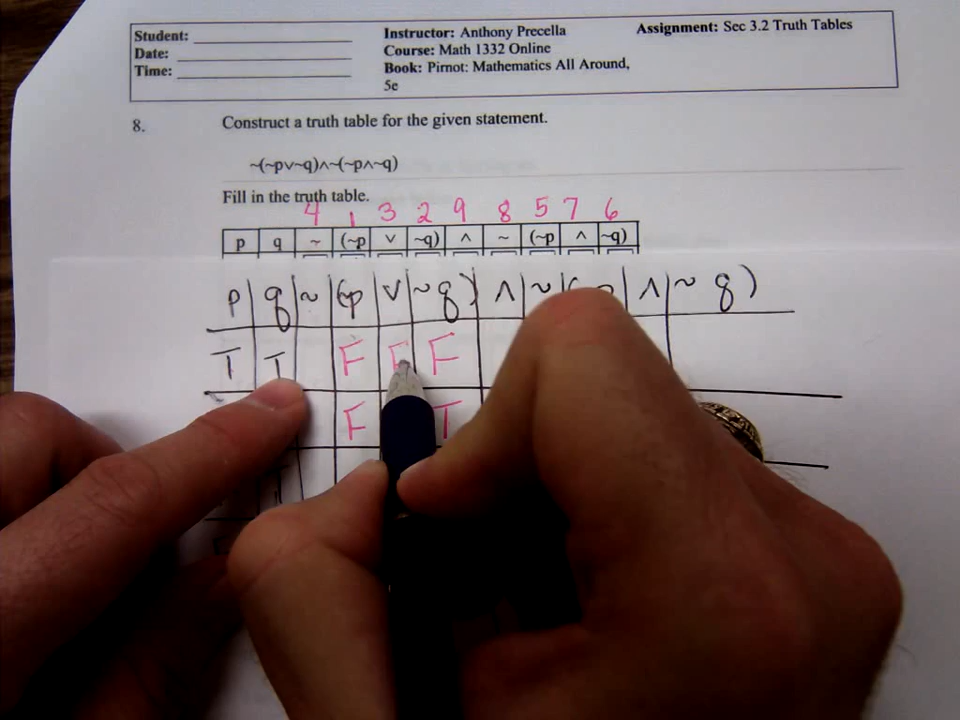 Student: Instructor: Anthony Precella Assignment: Sec 3.2 Truth Tables
Date: Course: Math 1332 Online
Time: Book: Pirnot: Mathematics All Around,
5e
8. Construct a truth table for the given statement.
~(~p∨~q)∧~(~p∧~q)
Fill in the truth table.
4 1 3 2 9 8 5 7 6
p q ~ (~p ∨ ~q) ∧ ~ (~p ∧ ~q)
p q ~ (~p ∨ ~q) ∧ ~ ( ∧ ~q)
T T F F F
F T